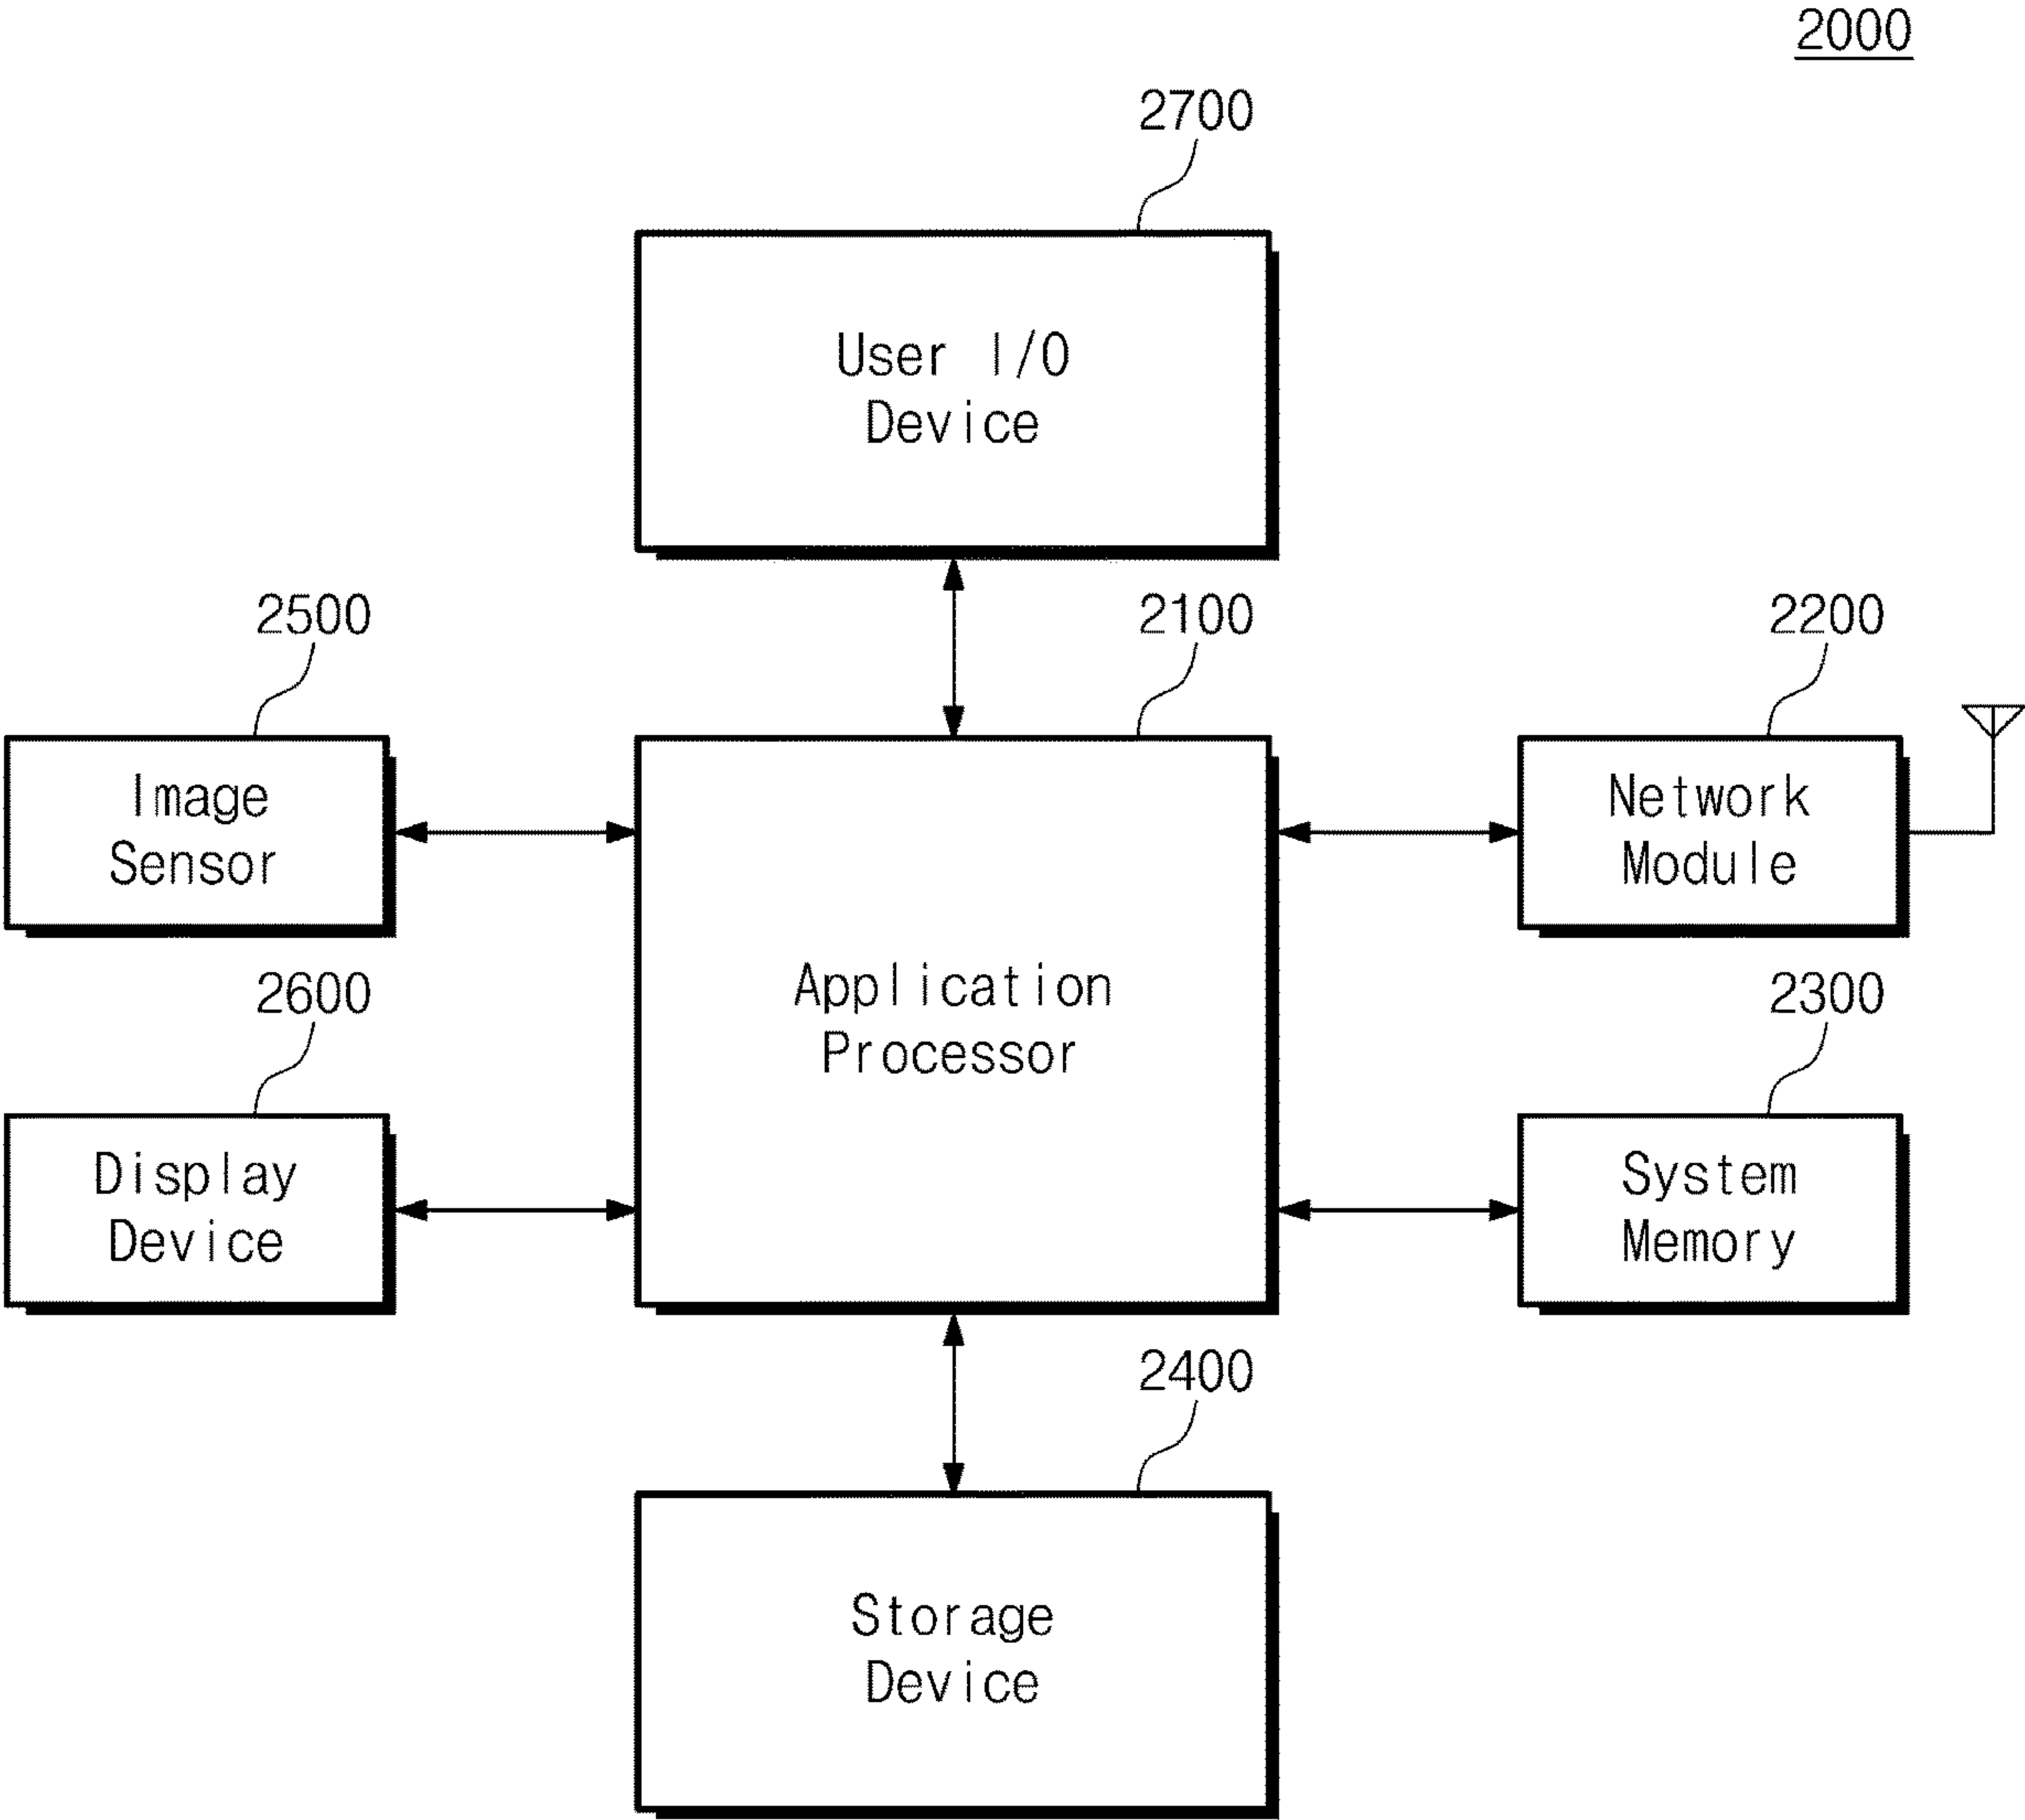 2000
2700
User I/O
Device
2500
2100
2200
Image
Sensor
Network
Module
Application
Processor
2600
2300
Display
Device
System
Memory
2400
Storage
Device